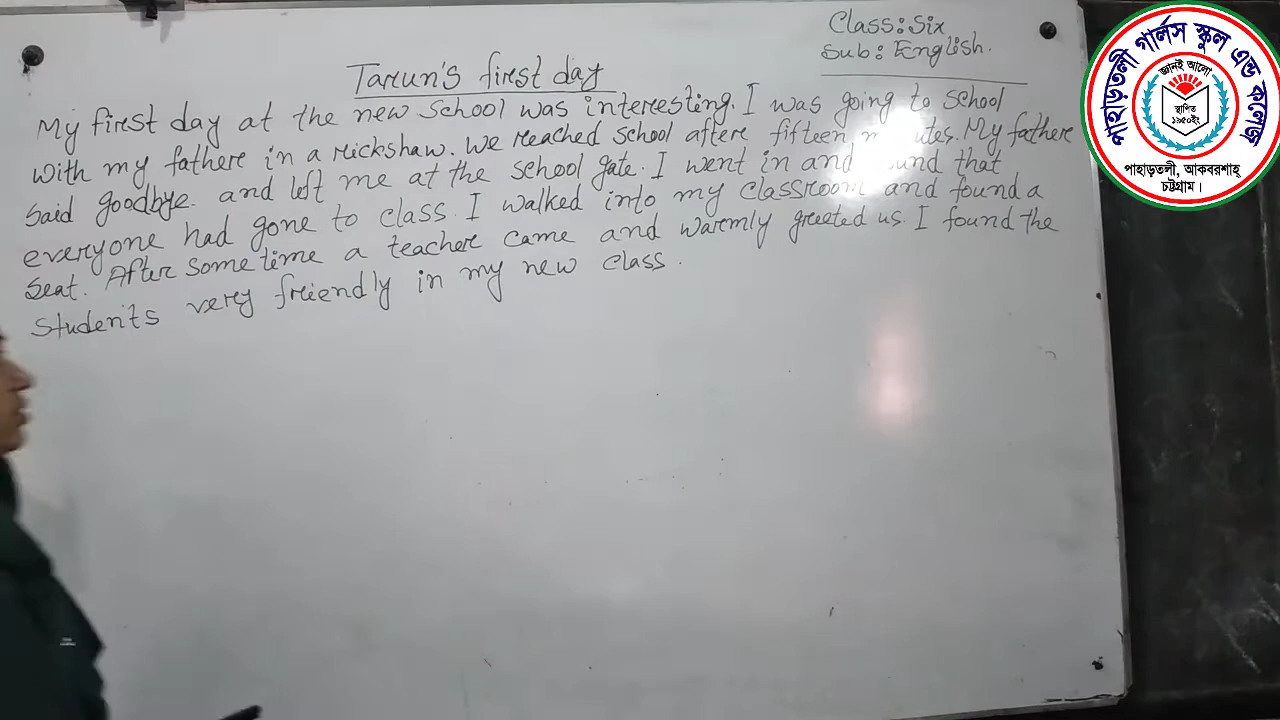 Class: Six
Sub: English.
Tarun's first day
My first day at the new school was interesting. I was going to school
with my father in a rickshaw. We reached school after fifteen My father
said goodbye and left me at the school gate. I went in and that
everyone had gone to class. I walked into my classroom and found a
seat. After sometime a teacher came and warmly greeted us. I found the
students very friendly in my new class.
পাহাড়তলী গার্লস স্কুল এন্ড কলেজ
জ্ঞানই আলো
স্থাপিত
১৯৫০ইং
পাহাড়তলী, আকবরশাহ্
চট্টগ্রাম।